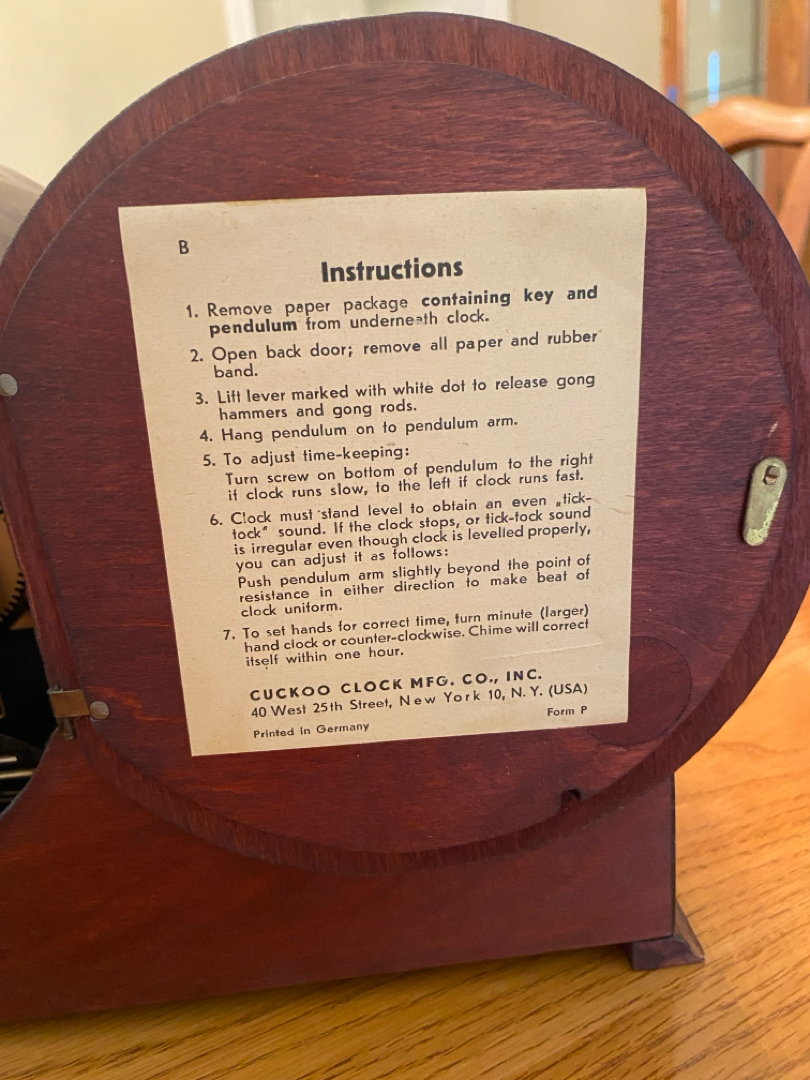 B
Instructions
1. Remove paper package containing key and
pendulum from underneath clock.
2. Open back door; remove all paper and rubber
band.
3. Lift lever marked with white dot to release gong
hammers and gong rods.
4. Hang pendulum on to pendulum arm.
5. To adjust time-keeping:
Turn screw on bottom of pendulum to the right
if clock runs slow, to the left if clock runs fast.
6. Clock must stand level to obtain an even „tick-
tock“ sound. If the clock stops, or tick-tock sound
is irregular even though clock is levelled properly,
you can adjust it as follows:
Push pendulum arm slightly beyond the point of
resistance in either direction to make beat of
clock uniform.
7. To set hands for correct time, turn minute (larger)
hand clock or counter-clockwise. Chime will correct
itself within one hour.
CUCKOO CLOCK MFG. CO., INC.
40 West 25th Street, New York 10, N. Y. (USA)
Printed in Germany
Form P